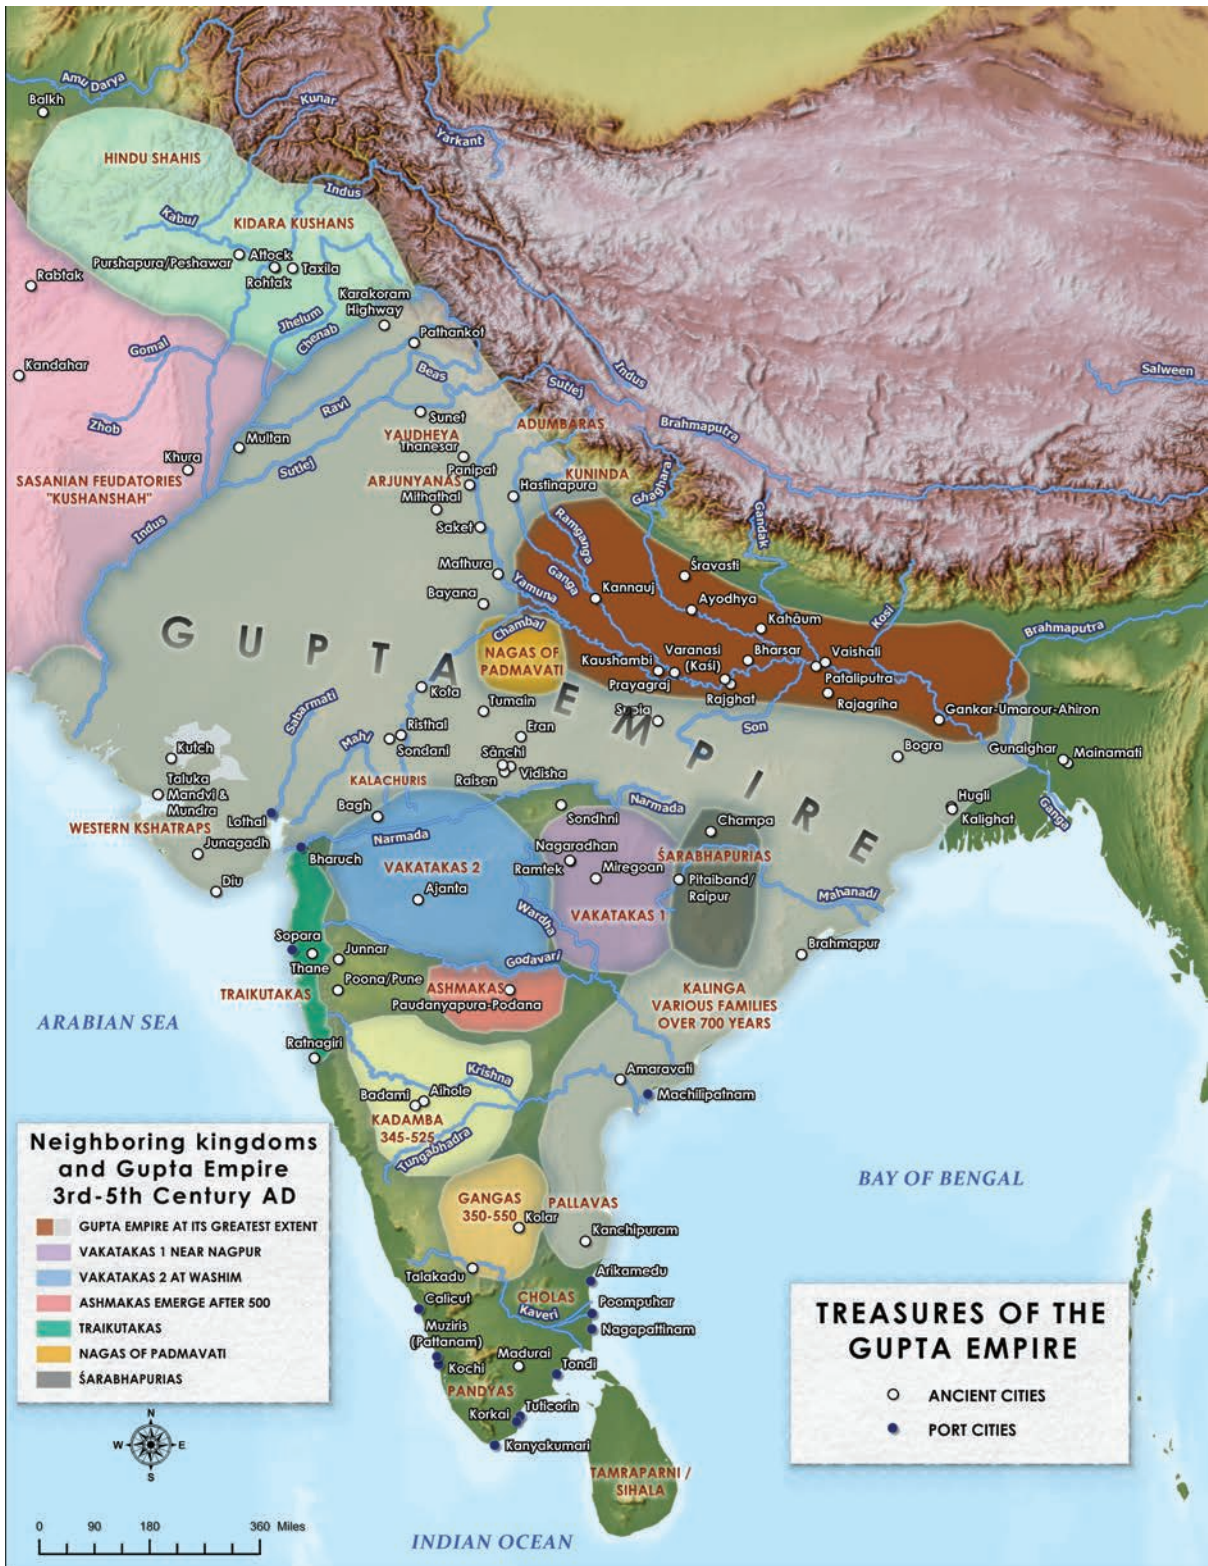 Amu Darya
Balkh
Kunar
Yarkant
HINDU SHAHIS
Indus
Kabul
KIDARA KUSHANS
Purshapura/Peshawar
Attock
Rohtak
Taxila
Rabtak
Karakoram
Highway
Jhelum
Chenab
Pathankot
Gomal
Kandahar
Beas
Sutlej
Indus
Salween
Ravi
Zhob
Sunet
ADUMBARAS
Brahmaputra
Multan
YAUDHEYA
Thanesar
Khura
Sutlej
Panipat
KUNINDA
SASANIAN FEUDATORIES
"KUSHANSHAH"
ARJUNYANAS
Hastinapura
Ghaghara
Mithathal
Gandak
Indus
Saket
Ramganga
Mathura
Yamuna
Ganga
Śravasti
Kannauj
Bayana
Ayodhya
Kosi
Kahāum
Brahmaputra
Chambal
GUPTA EMPIRE
NAGAS OF
PADMAVATI
Varanasi
(Kaśi)
Bharsar
Vaishali
Kaushambi
Pataliputra
Prayagraj
Rajghat
Rajagriha
Kota
Sabarmati
Tumain
Supia
Gankar-Umarour-Ahiron
Son
Risthal
Eran
Mahi
Sondani
Bogra
Gunaighar
Mainamati
Kutch
Sānchi
Vidisha
Raisen
Taluka
Mandvi &
Mundra
KALACHURIS
Narmada
Hugli
Kalighat
Ganga
Bagh
Lothal
Sondhni
Champa
WESTERN KSHATRAPS
Narmada
Junagadh
Bharuch
Nagaradhan
ŚARABHAPURIAS
VAKATAKAS 2
Ramtek
Miregoan
Pitaiband/
Raipur
Diu
Ajanta
Mahanadi
Wardha
VAKATAKAS 1
Sopara
Thane
Junnar
Godavari
Brahmapur
Poona/Pune
ASHMAKAS
Paudanyapura-Podana
TRAIKUTAKAS
KALINGA
VARIOUS FAMILIES
OVER 700 YEARS
ARABIAN SEA
Ratnagiri
Krishna
Amaravati
Badami
Aihole
Machilipatnam
KADAMBA
345-525
Tungabhadra
BAY OF BENGAL
GANGAS
350-550
PALLAVAS
Kolar
Kanchipuram
Talakadu
Arikamedu
Calicut
CHOLAS
Kaveri
Poompuhar
Muziris
(Pattanam)
Nagapattinam
Madurai
Kochi
Tondi
PANDYAS
Tuticorin
Korkai
Kanyakumari
TAMRAPARNI /
SIHALA
INDIAN OCEAN
Neighboring kingdoms
and Gupta Empire
3rd-5th Century AD
GUPTA EMPIRE AT ITS GREATEST EXTENT
VAKATAKAS 1 NEAR NAGPUR
VAKATAKAS 2 AT WASHIM
ASHMAKAS EMERGE AFTER 500
TRAIKUTAKAS
NAGAS OF PADMAVATI
ŚARABHAPURIAS
N
W E
S
0 90 180 360 Miles
TREASURES OF THE
GUPTA EMPIRE
ANCIENT CITIES
PORT CITIES